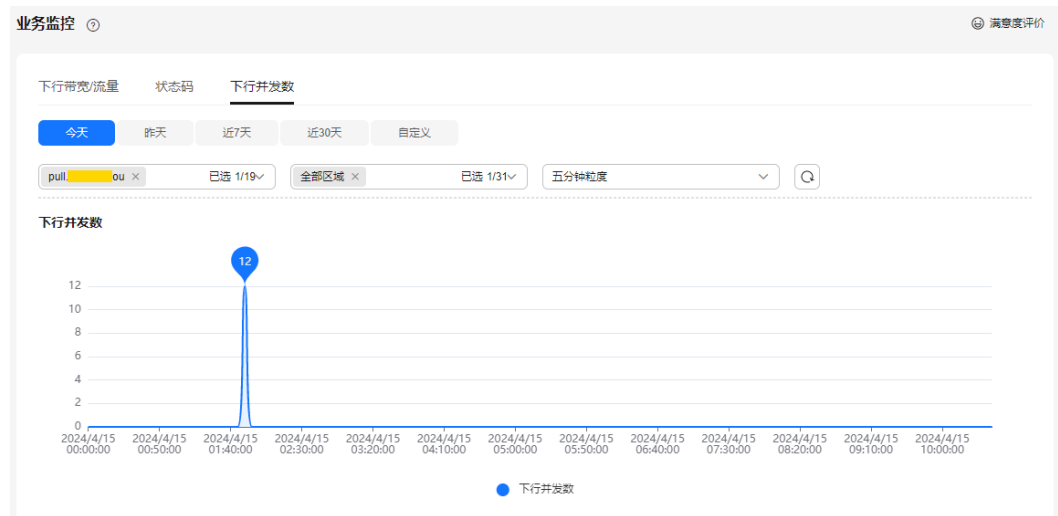 业务监控
满意度评价
下行带宽/流量 状态码 下行并发数
今天 昨天 近7天 近30天 自定义
pull. ou × 已选 1/19 全部区域 × 已选 1/31 五分钟粒度
下行并发数
12
12
10
8
6
4
2
0
2024/4/15 2024/4/15 2024/4/15 2024/4/15 2024/4/15 2024/4/15 2024/4/15 2024/4/15 2024/4/15 2024/4/15 2024/4/15 2024/4/15 2024/4/15
00:00:00 00:50:00 01:40:00 02:30:00 03:20:00 04:10:00 05:00:00 05:50:00 06:40:00 07:30:00 08:20:00 09:10:00 10:00:00
下行并发数